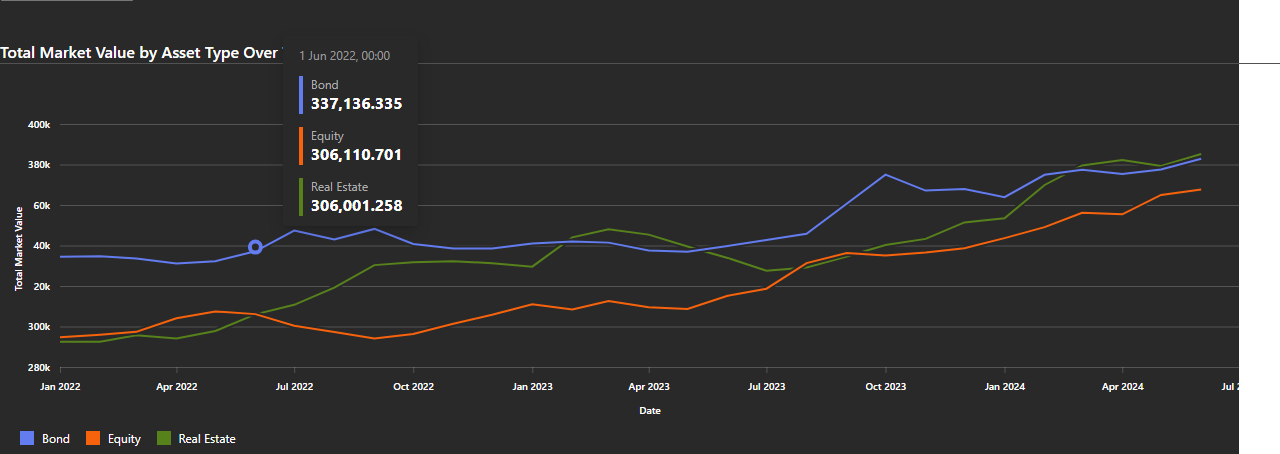 Total Market Value by Asset Type Over
1 Jun 2022, 00:00
Bond
337,136.335
Equity
306,110.701
Real Estate
306,001.258
400k
380k
60k
40k
20k
300k
280k
Total Market Value
Jan 2022 Apr 2022 Jul 2022 Oct 2022 Jan 2023 Apr 2023 Jul 2023 Oct 2023 Jan 2024 Apr 2024 Jul 2
Date
Bond Equity Real Estate